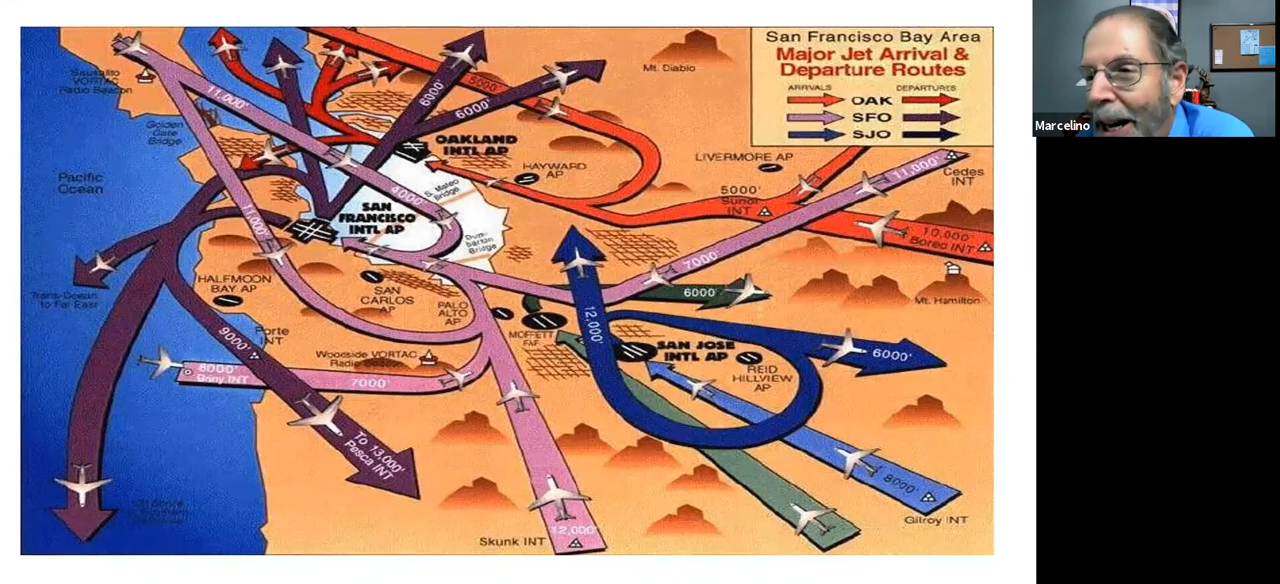 San Francisco Bay Area
Major Jet Arrival &
Departure Routes
ARRIVALS
DEPARTURES
OAK
SFO
SJO
Marcelino
Mt. Diablo
Sausalito
VORTAC
Radio Beacon
11,000'
5000'
6000'
6000'
Golden
Gate
Bridge
OAKLAND
INTL AP
HAYWARD
AP
LIVERMORE AP
11,000'
Cedes
INT
Pacific
Ocean
4000'
S. Mateo
Bridge
5000'
Sunol
INT
SAN
FRANCISCO
INTL AP
11,000'
Dum-
barton
Bridge
10,000'
Bored INT
7000'
Trans-Ocean
to Far East
HALFMOON
BAY AP
SAN
CARLOS
AP
PALO
ALTO
AP
6000'
Mt. Hamilton
12,000'
9000'
Porte
INT
MOFFETT
SAN JOSE
INTL AP
6000'
Woodside VORTAC
Radio Beacon
8000'
Briny INT
7000'
REID
HILLVIEW
AP
To 13,000'
Pesca INT
8000'
Gilroy INT
12,000'
Skunk INT